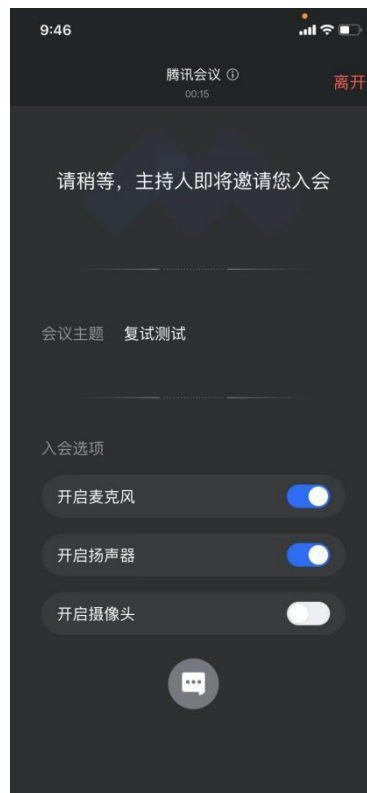 9:46
腾讯会议
00:15
离开
请稍等，主持人即将邀请您入会
会议主题 复试测试
入会选项
开启麦克风
开启扬声器
开启摄像头